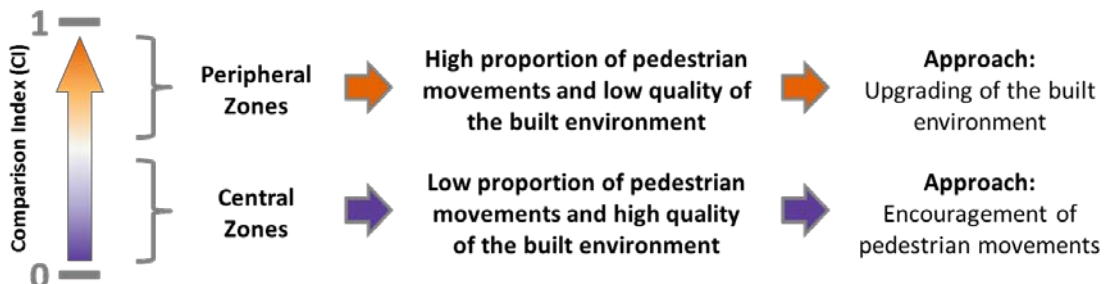 1
Comparison Index (CI)
0
Peripheral
Zones
High proportion of pedestrian
movements and low quality of
the built environment
Approach:
Upgrading of the built
environment
Central
Zones
Low proportion of pedestrian
movements and high quality
of the built environment
Approach:
Encouragement of
pedestrian movements